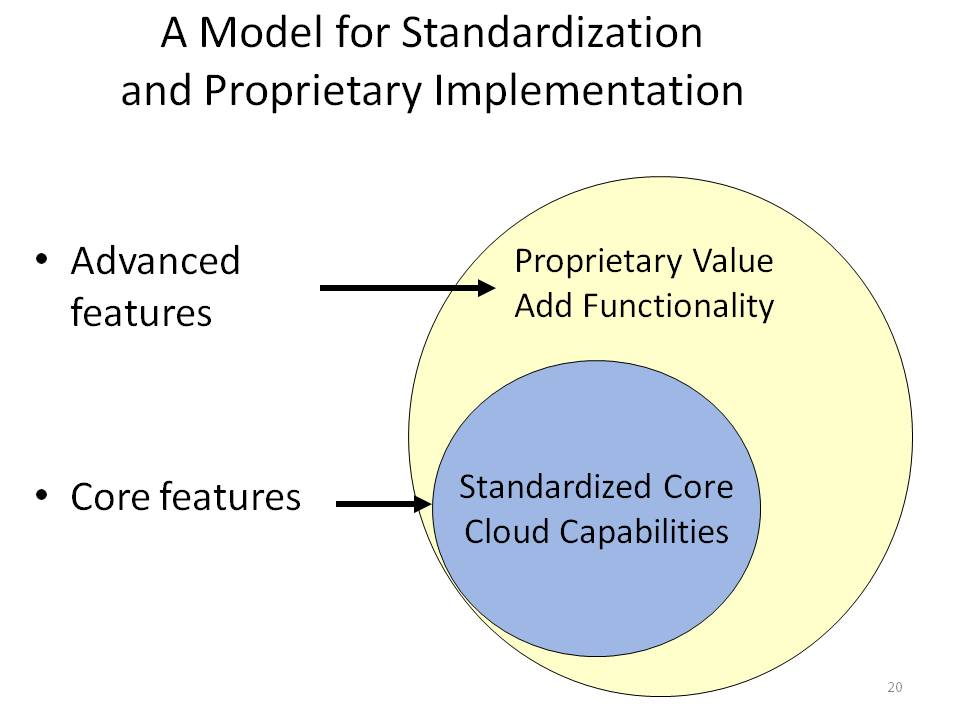 A Model for Standardization
and Proprietary Implementation
• Advanced
features
Proprietary Value
Add Functionality
• Core features
Standardized Core
Cloud Capabilities
20